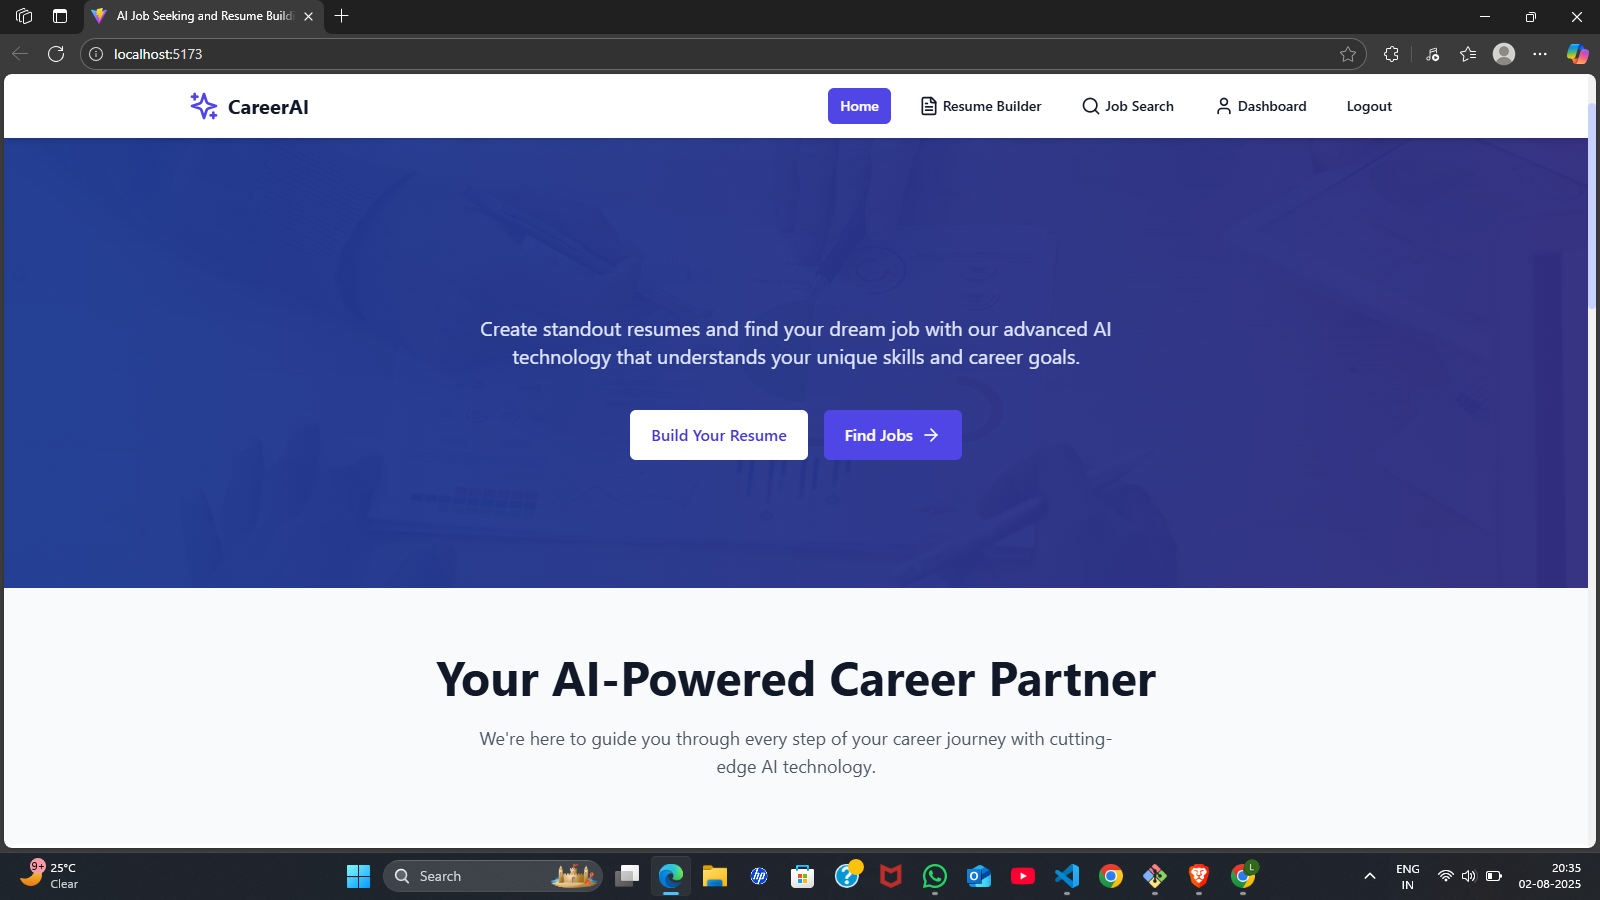 AI Job Seeking and Resume Buildi
localhost:5173
CareerAI
Home
Resume Builder
Job Search
Dashboard
Logout
Create standout resumes and find your dream job with our advanced AI
technology that understands your unique skills and career goals.
Build Your Resume
Find Jobs
Your AI-Powered Career Partner
We're here to guide you through every step of your career journey with cutting-
edge AI technology.
9+
25°C
Clear
Search
hp
L
ENG
IN
20:35
02-08-2025